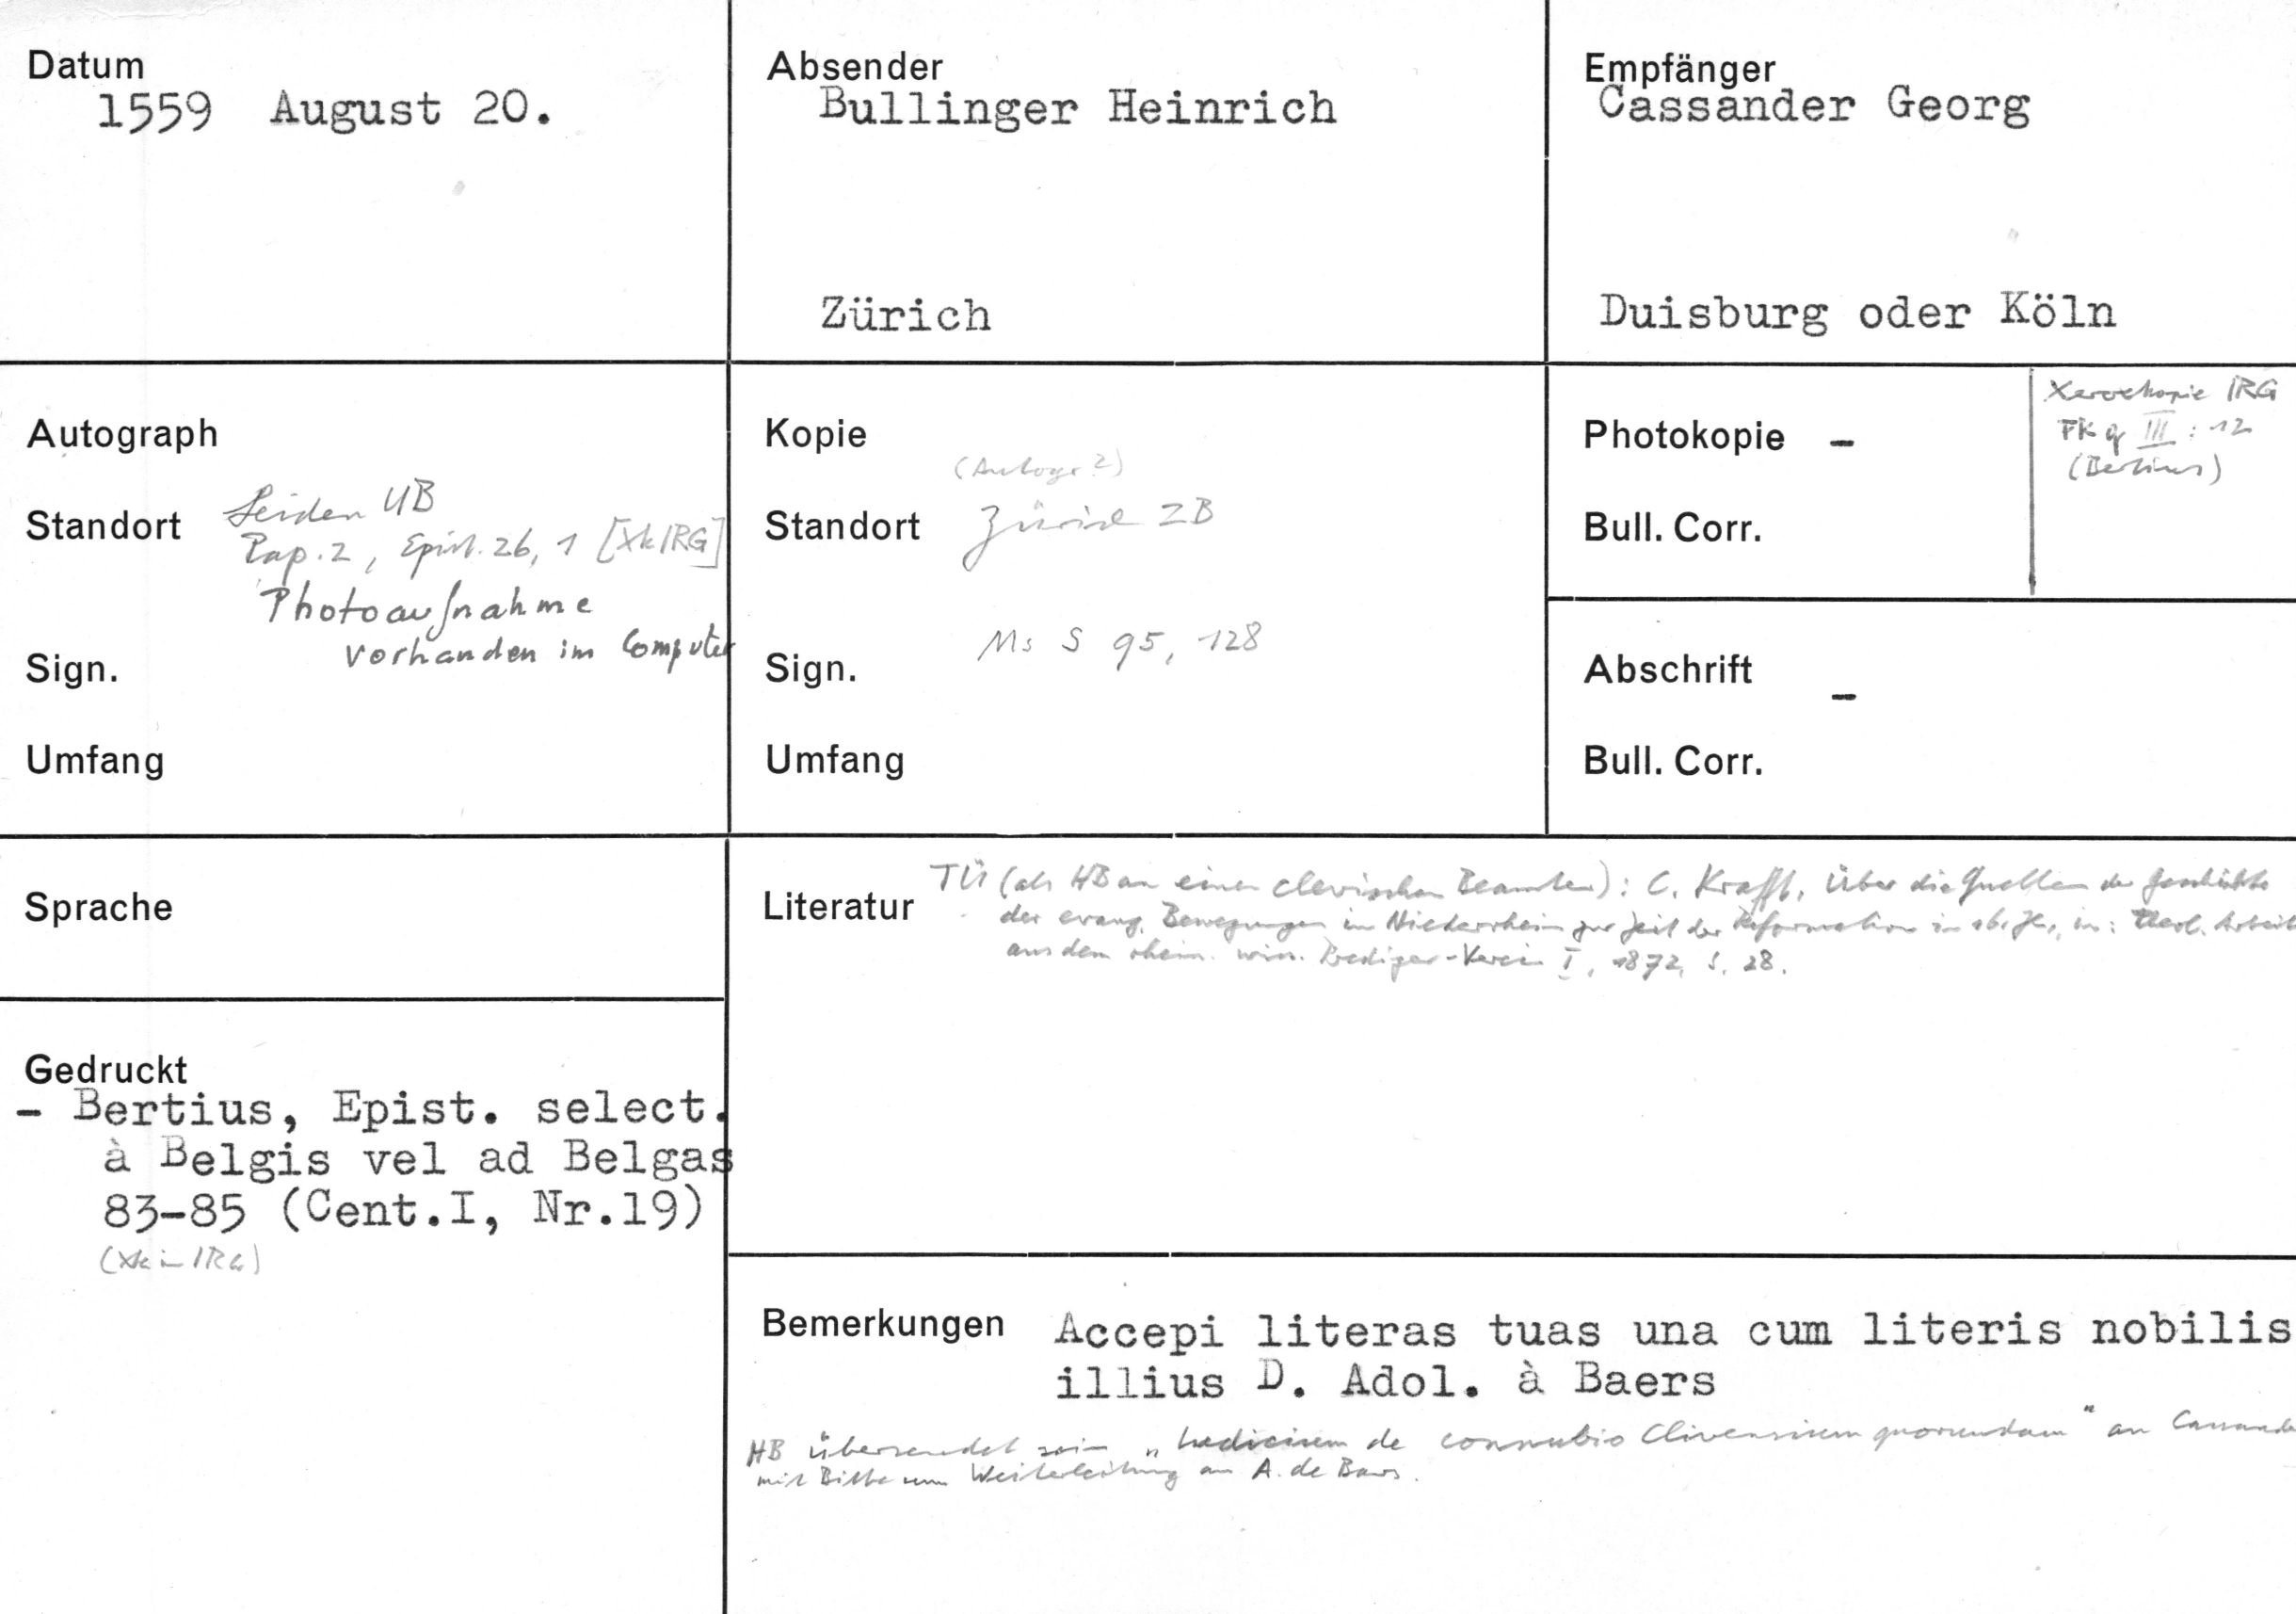 Datum
1559 August 20.
Absender
Bullinger Heinrich
Zürich
Empfänger
Cassander Georg
Duisburg oder Köln
Autograph
Standort Leiden UB
Pap. 2, Epist. 26, 1 [Xk IRG]
Photoaufnahme
vorhanden im Computer
Sign.
Umfang
Kopie
(Autogr ?)
Standort Zürich ZB
Sign. Ms S 95, 128
Umfang
Photokopie –
Bull. Corr.
Xerokopie IRG
FK q III : 12
(Bertius)
Abschrift –
Bull. Corr.
Sprache
Literatur TÜ (als HB an einen clevischen Beamten): C. Krafft, Über die Quellen der Geschichte
der evang. Bewegungen im Niederrhein zur Zeit der Reformation im 16. Jh., in: theol. Arbeit
aus dem rhein. wiss. Prediger-Verein I, 1872, S. 28.
Gedruckt
– Bertius, Epist. select.
à Belgis vel ad Belgas
83-85 (Cent.I, Nr.19)
(Xk in IRG)
Bemerkungen Accepi literas tuas una cum literis nobilis
illius D. Adol. à Baers
HB übersendet sein „ de connubio Clivensium quorundam" an Cassande
mit Bitte um Weiterleitung an A. de Baers.